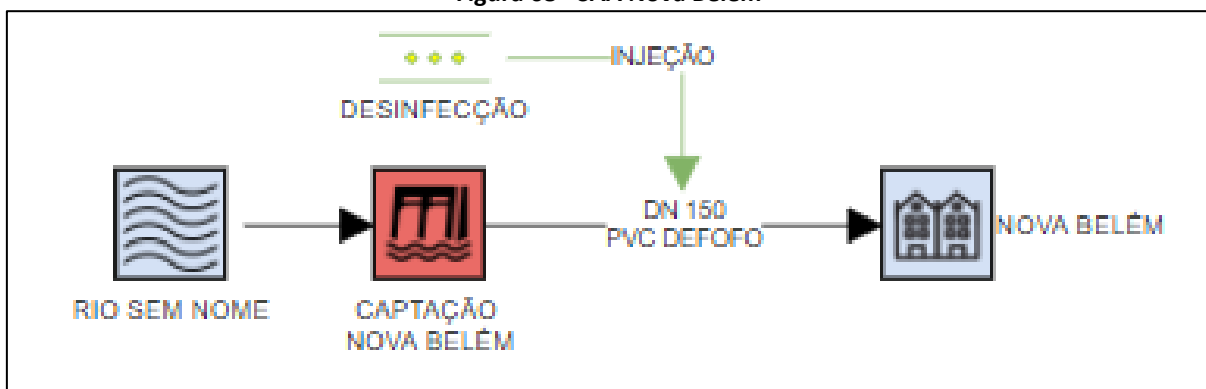 INJEÇÃO
DESINFECÇÃO
DN 150
PVC DEFOFO
NOVA BELÉM
RIO SEM NOME
CAPTAÇÃO
NOVA BELÉM